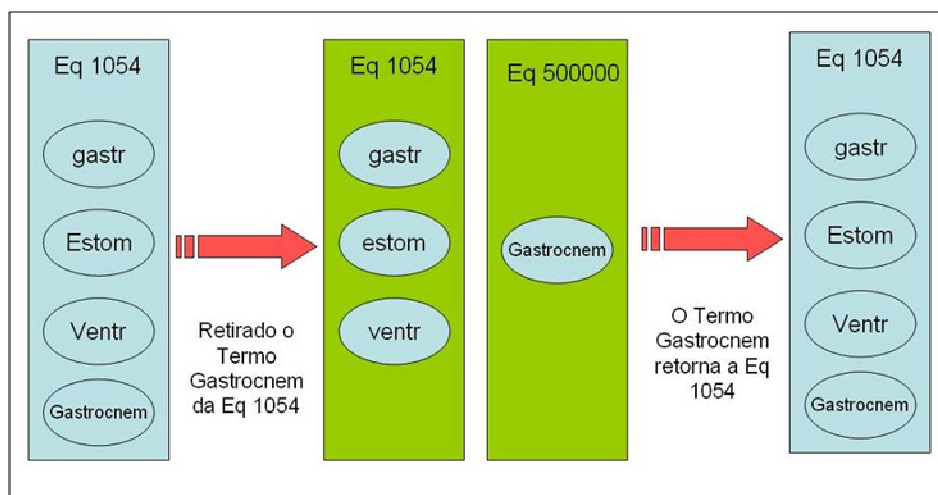 Eq 1054
gastr
Estom
Ventr
Gastrocnem
Retirado o
Termo
Gastrocnem
da Eq 1054
Eq 1054
gastr
estom
ventr
Eq 500000
Gastrocnem
O Termo
Gastrocnem
retorna a Eq
1054
Eq 1054
gastr
Estom
Ventr
Gastrocnem